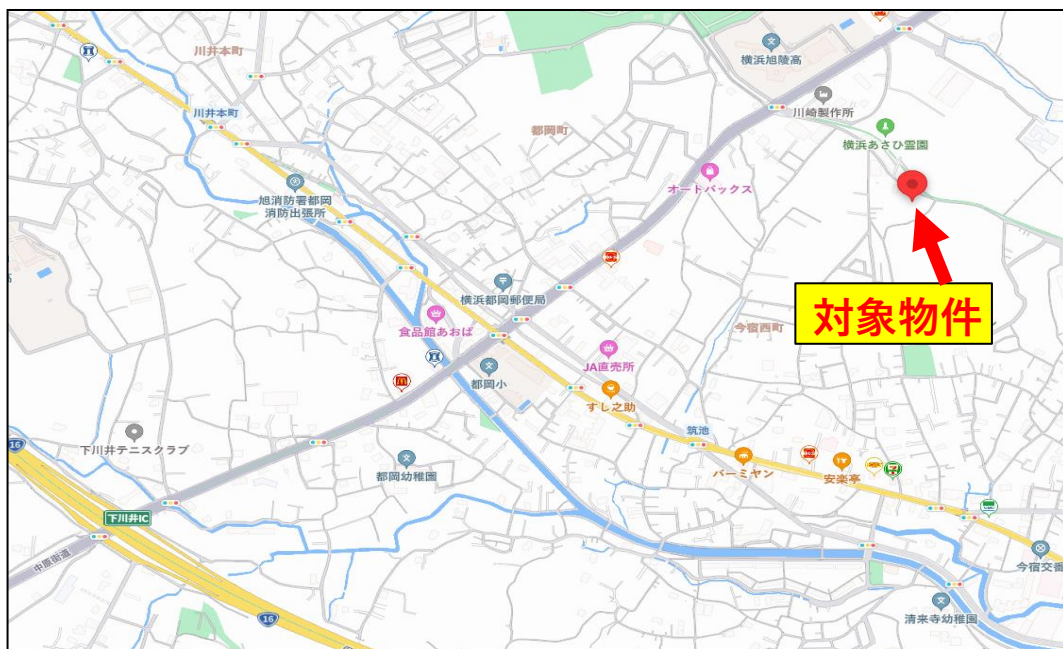 川井本町
横浜旭陵高
川井本町
川崎製作所
都岡町
横浜あさひ霊園
オートバックス
旭消防署都岡
消防出張所
対象物件
横浜都岡郵便局
食品館あおば
今宿西町
JA直売所
都岡小
すし之助
下川井テニスクラブ
筑池
16
都岡幼稚園
バーミヤン
安楽亭
7
下川井IC
中原街道
今宿交番
16
清来寺幼稚園